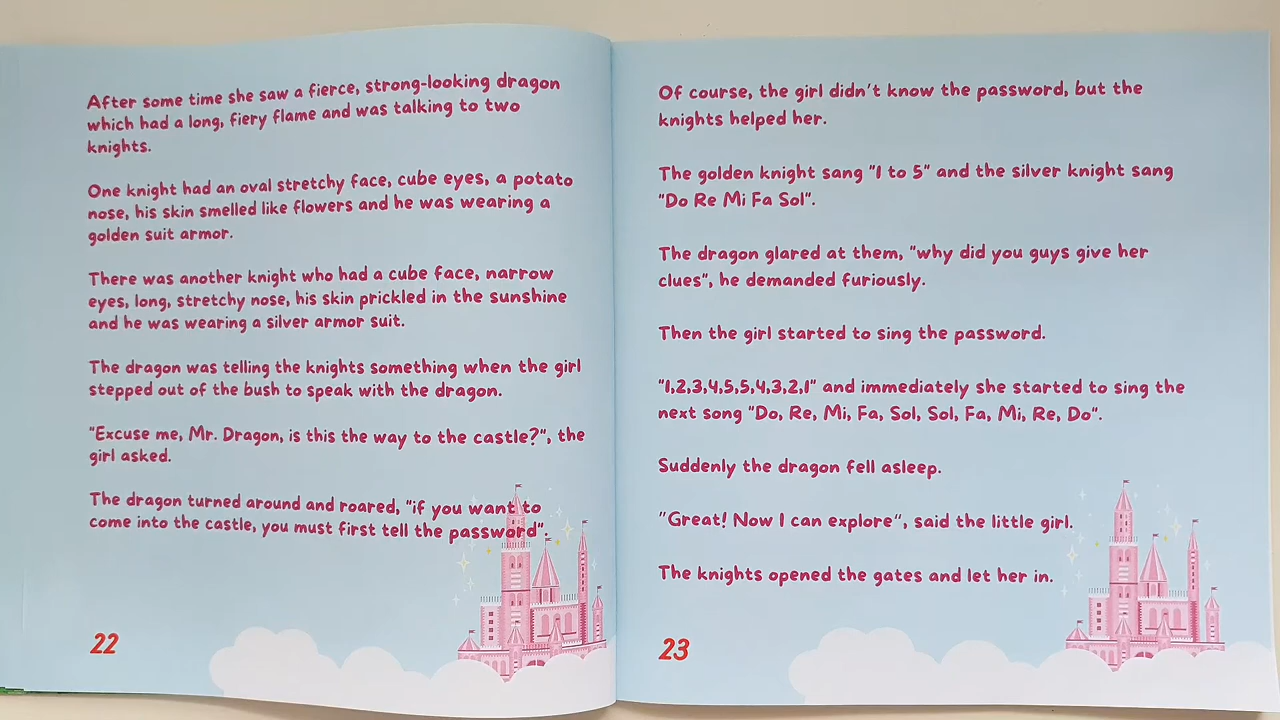 After some time she saw a fierce, strong-looking dragon
which had a long, fiery flame and was talking to two
knights.
One knight had an oval stretchy face, cube eyes, a potato
nose, his skin smelled like flowers and he was wearing a
golden suit armor.
There was another knight who had a cube face, narrow
eyes, long, stretchy nose, his skin prickled in the sunshine
and he was wearing a silver armor suit.
The dragon was telling the knights something when the girl
stepped out of the bush to speak with the dragon.
"Excuse me, Mr. Dragon, is this the way to the castle?", the
girl asked.
The dragon turned around and roared, "if you want to
come into the castle, you must first tell the password".
22
Of course, the girl didn't know the password, but the
knights helped her.
The golden knight sang "1 to 5" and the silver knight sang
"Do Re Mi Fa Sol".
The dragon glared at them, "why did you guys give her
clues", he demanded furiously.
Then the girl started to sing the password.
"1,2,3,4,5,5,4,3,2,1" and immediately she started to sing the
next song "Do, Re, Mi, Fa, Sol, Sol, Fa, Mi, Re, Do".
Suddenly the dragon fell asleep.
"Great! Now I can explore", said the little girl.
The knights opened the gates and let her in.
23